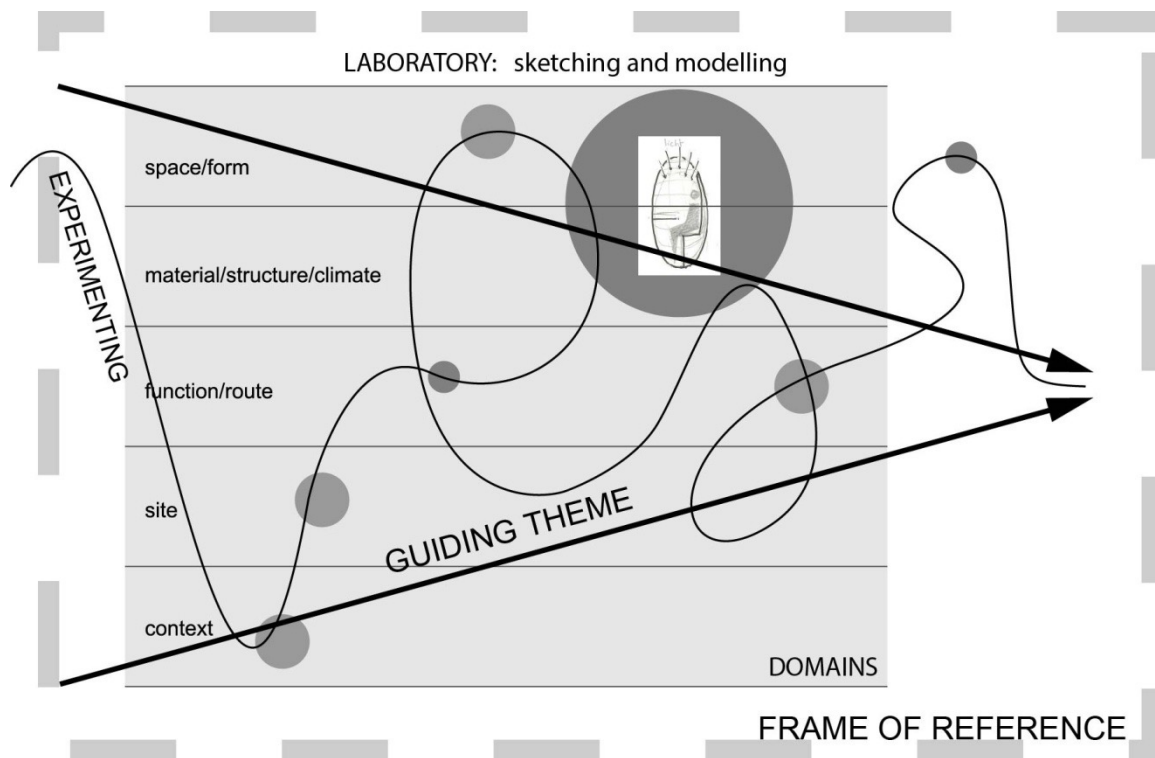 LABORATORY: sketching and modelling
space/form
EXPERIMENTING
material/structure/climate
function/route
site
GUIDING THEME
context
DOMAINS
FRAME OF REFERENCE